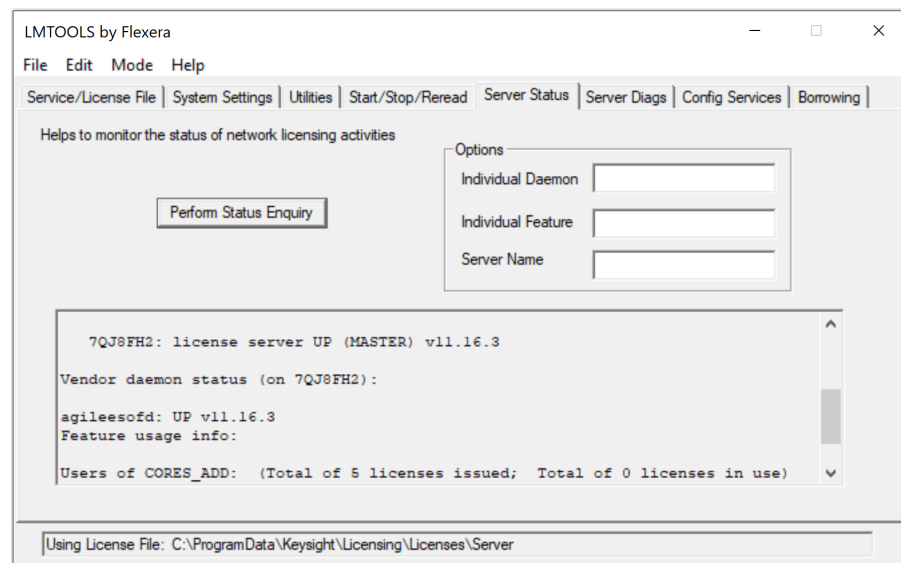 LMTOOLS by Flexera
File Edit Mode Help
Service/License File System Settings Utilities Start/Stop/Reread Server Status Server Diags Config Services Borrowing
Helps to monitor the status of network licensing activities
Options
Individual Daemon
Perform Status Enquiry
Individual Feature
Server Name
7QJ8FH2: license server UP (MASTER) v11.16.3
Vendor daemon status (on 7QJ8FH2):
agileesofd: UP v11.16.3
Feature usage info:
Users of CORES_ADD: (Total of 5 licenses issued; Total of 0 licenses in use)
Using License File: C:\ProgramData\Keysight\Licensing\Licenses\Server